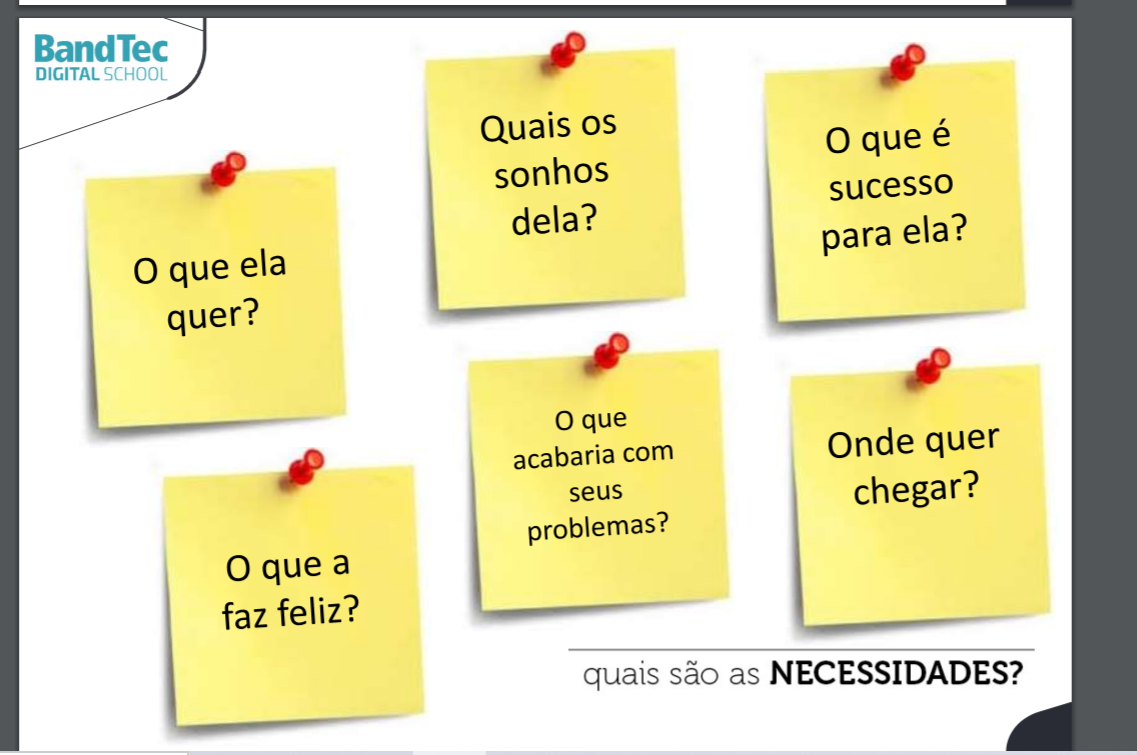 BandTec
DIGITAL SCHOOL
Quais os
sonhos
dela?
O que é
sucesso
para ela?
O que ela
quer?
O que
acabaria com
seus
problemas?
Onde quer
chegar?
O que a
faz feliz?
quais são as NECESSIDADES?